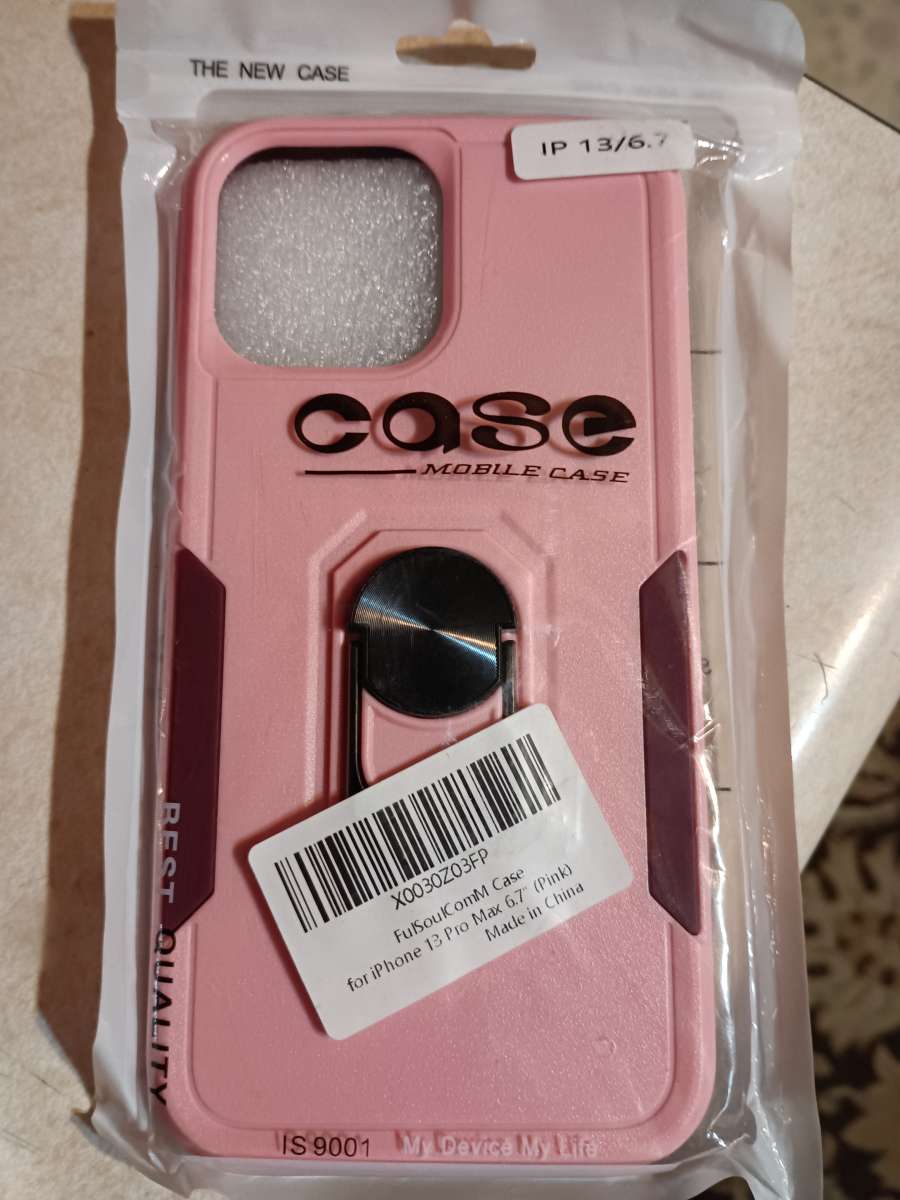 THE NEW CASE
IP 13/6.7
case
MOBILE CASE
X0030Z03FP
FulSoulComM Case
for iPhone 13 Pro Max 6.7" (Pink)
Made in China
BEST QUALITY
IS 9001
My Device My Life